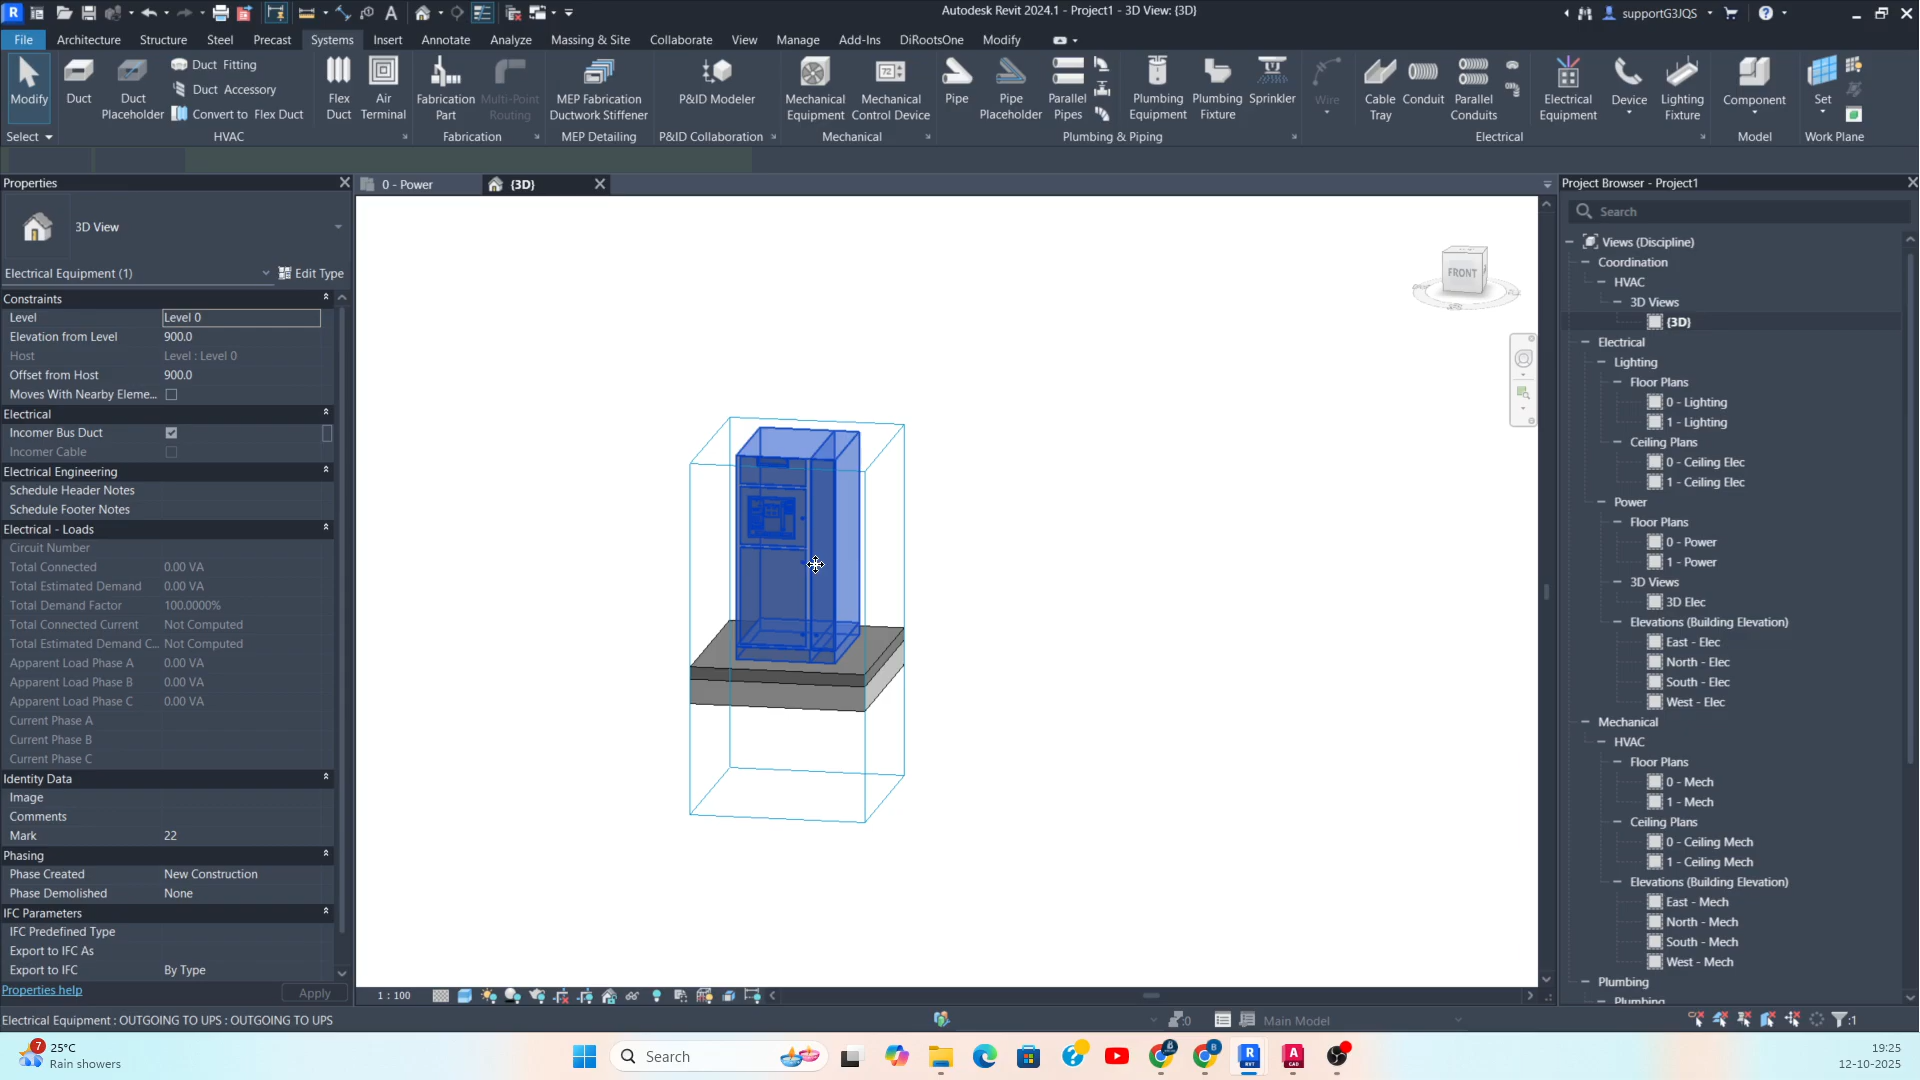 Autodesk Revit 2024.1 - Project1 - 3D View: {3D}
supportG3JQS
File Architecture Structure Steel Precast Systems Insert Annotate Analyze Massing & Site Collaborate View Manage Add-Ins DiRootsOne Modify
Modify
Select
Duct
Duct Placeholder
Duct Fitting
Duct Accessory
Convert to Flex Duct
HVAC
Flex Duct
Air Terminal
Fabrication Part
Multi-Point Routing
Fabrication
MEP Fabrication Ductwork Stiffener
MEP Detailing
P&ID Modeler
P&ID Collaboration
Mechanical Equipment
Mechanical Control Device
Mechanical
Pipe
Pipe Placeholder
Parallel Pipes
Plumbing Equipment
Plumbing Fixture
Sprinkler
Plumbing & Piping
Wire
Cable Tray
Conduit
Parallel Conduits
Electrical Equipment
Device
Lighting Fixture
Electrical
Component
Model
Set
Work Plane
Properties
3D View
Electrical Equipment (1)
Edit Type
Constraints
Level Level 0
Elevation from Level 900.0
Host Level : Level 0
Offset from Host 900.0
Moves With Nearby Eleme...
Electrical
Incomer Bus Duct
Incomer Cable
Electrical Engineering
Schedule Header Notes
Schedule Footer Notes
Electrical - Loads
Circuit Number
Total Connected 0.00 VA
Total Estimated Demand 0.00 VA
Total Demand Factor 100.0000%
Total Connected Current Not Computed
Total Estimated Demand C... Not Computed
Apparent Load Phase A 0.00 VA
Apparent Load Phase B 0.00 VA
Apparent Load Phase C 0.00 VA
Current Phase A
Current Phase B
Current Phase C
Identity Data
Image
Comments
Mark 22
Phasing
Phase Created New Construction
Phase Demolished None
IFC Parameters
IFC Predefined Type
Export to IFC As
Export to IFC By Type
Properties help
Apply
0 - Power
{3D}
FRONT
1 : 100
Project Browser - Project1
Search
Views (Discipline)
Coordination
HVAC
3D Views
{3D}
Electrical
Lighting
Floor Plans
0 - Lighting
1 - Lighting
Ceiling Plans
0 - Ceiling Elec
1 - Ceiling Elec
Power
Floor Plans
0 - Power
1 - Power
3D Views
3D Elec
Elevations (Building Elevation)
East - Elec
North - Elec
South - Elec
West - Elec
Mechanical
HVAC
Floor Plans
0 - Mech
1 - Mech
Ceiling Plans
0 - Ceiling Mech
1 - Ceiling Mech
Elevations (Building Elevation)
East - Mech
North - Mech
South - Mech
West - Mech
Plumbing
Plumbing
Electrical Equipment : OUTGOING TO UPS : OUTGOING TO UPS
:0
Main Model
:1
7
25°C
Rain showers
Search
19:25
12-10-2025